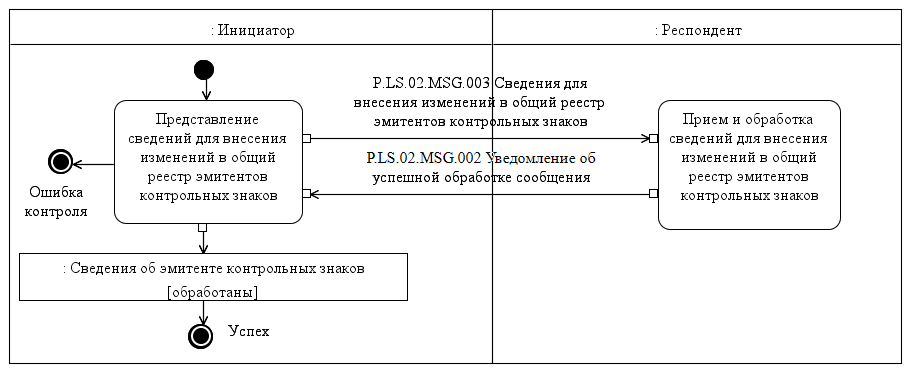 : Инициатор
: Респондент
P.LS.02.MSG.003 Сведения для
внесения изменений в общий реестр
эмитентов контрольных знаков
Представление
сведений для внесения
изменений в общий
реестр эмитентов
контрольных знаков
Прием и обработка
сведений для внесения
изменений в общий
реестр эмитентов
контрольных знаков
P.LS.02.MSG.002 Уведомление об
успешной обработке сообщения
Ошибка
контроля
: Сведения об эмитенте контрольных знаков
[обработаны]
Успех